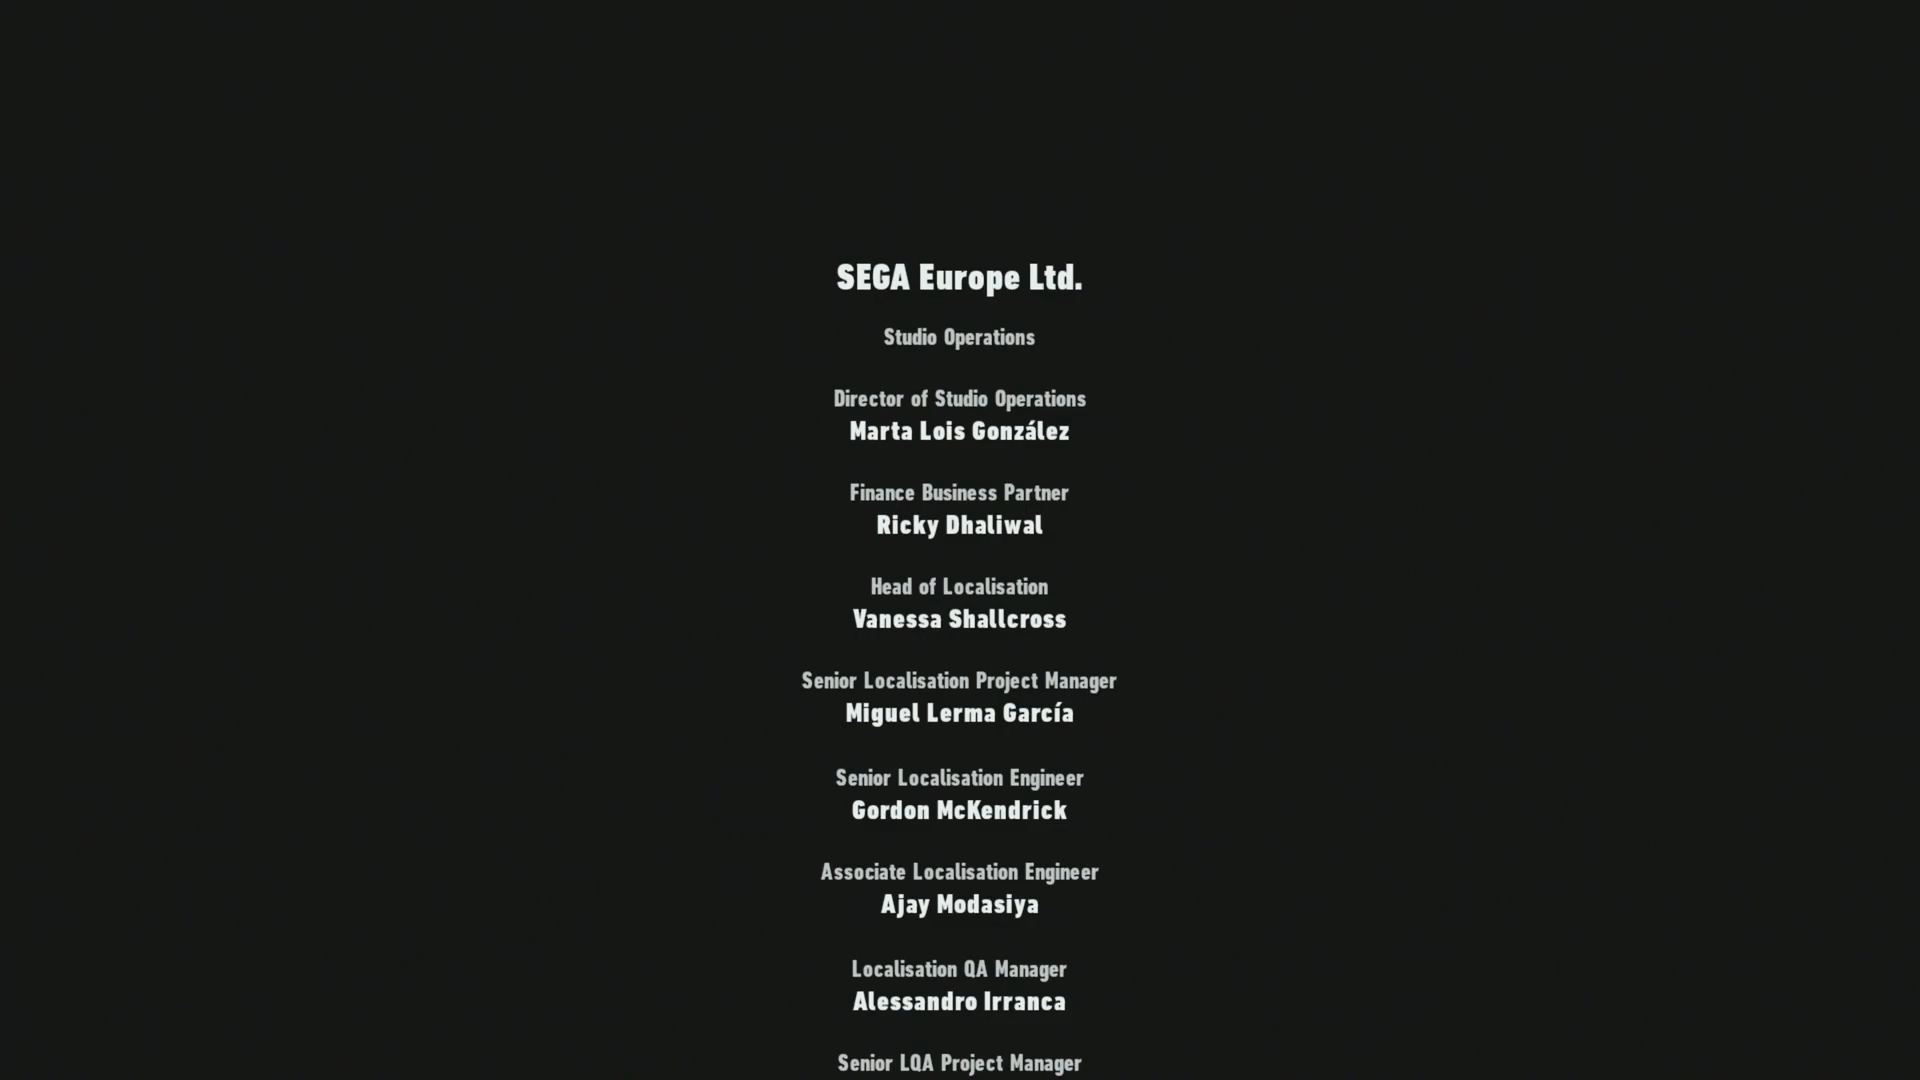 SEGA Europe Ltd.
Studio Operations
Director of Studio Operations
Marta Lois González
Finance Business Partner
Ricky Dhaliwal
Head of Localisation
Vanessa Shallcross
Senior Localisation Project Manager
Miguel Lerma García
Senior Localisation Engineer
Gordon McKendrick
Associate Localisation Engineer
Ajay Modasiya
Localisation QA Manager
Alessandro Irranca
Senior LQA Project Manager